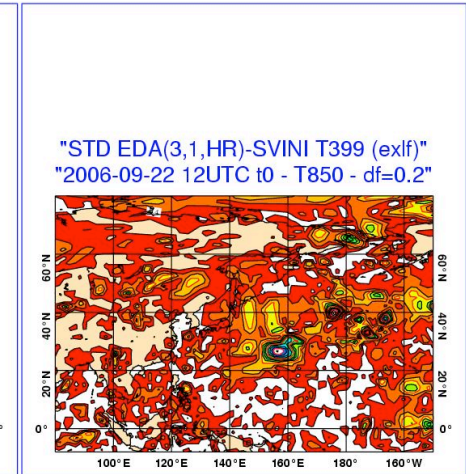 "STD EDA(3,1,HR)-SVINI T399 (exlf)"
"2006-09-22 12UTC t0 - T850 - df=0.2"
60°N
60°N
40°N
40°N
20°N
20°N
0°
0°
100°E 120°E 140°E 160°E 180° 160°W